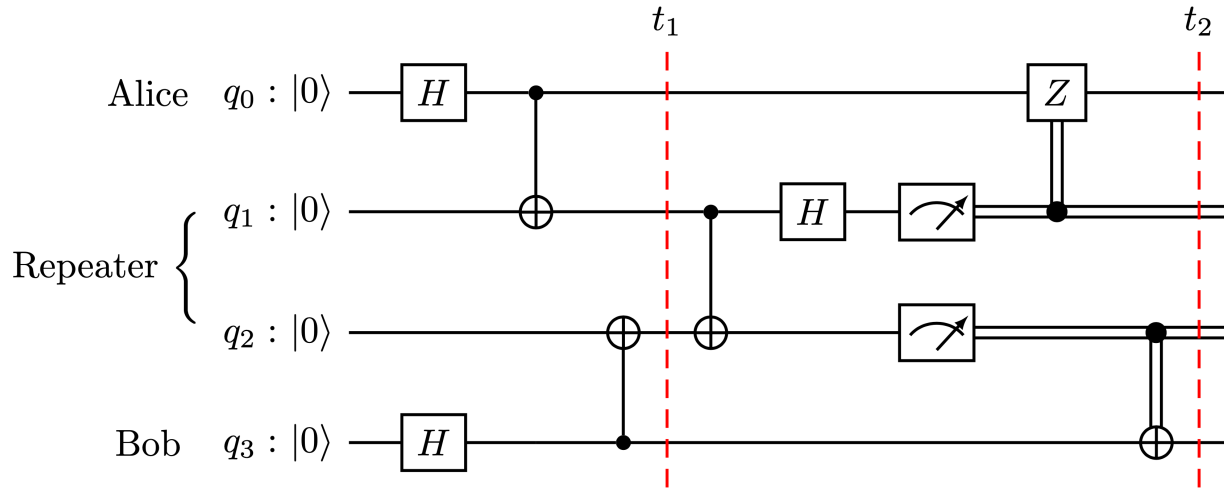 t₁ t₂
Alice q₀ : |0⟩ H Z
q₁ : |0⟩ H
Repeater
q₂ : |0⟩
Bob q₃ : |0⟩ H